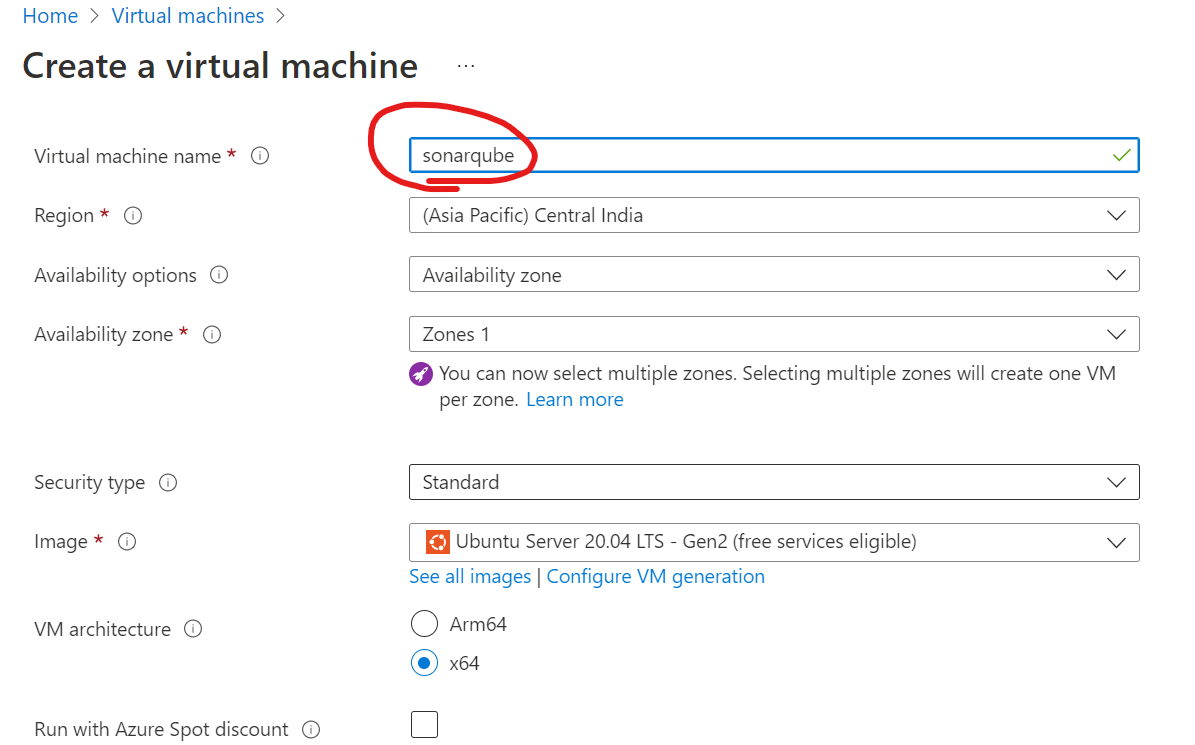 Home > Virtual machines >
Create a virtual machine ...
Virtual machine name * sonarqube
Region * (Asia Pacific) Central India
Availability options Availability zone
Availability zone * Zones 1
You can now select multiple zones. Selecting multiple zones will create one VM
per zone. Learn more
Security type Standard
Image * Ubuntu Server 20.04 LTS - Gen2 (free services eligible)
See all images | Configure VM generation
VM architecture Arm64
x64
Run with Azure Spot discount